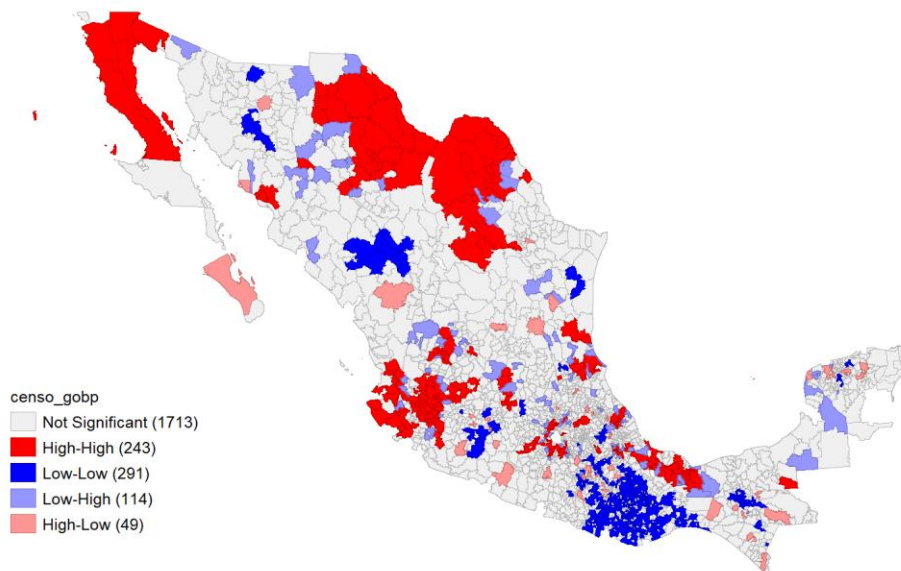 censo_gobp
Not Significant (1713)
High-High (243)
Low-Low (291)
Low-High (114)
High-Low (49)